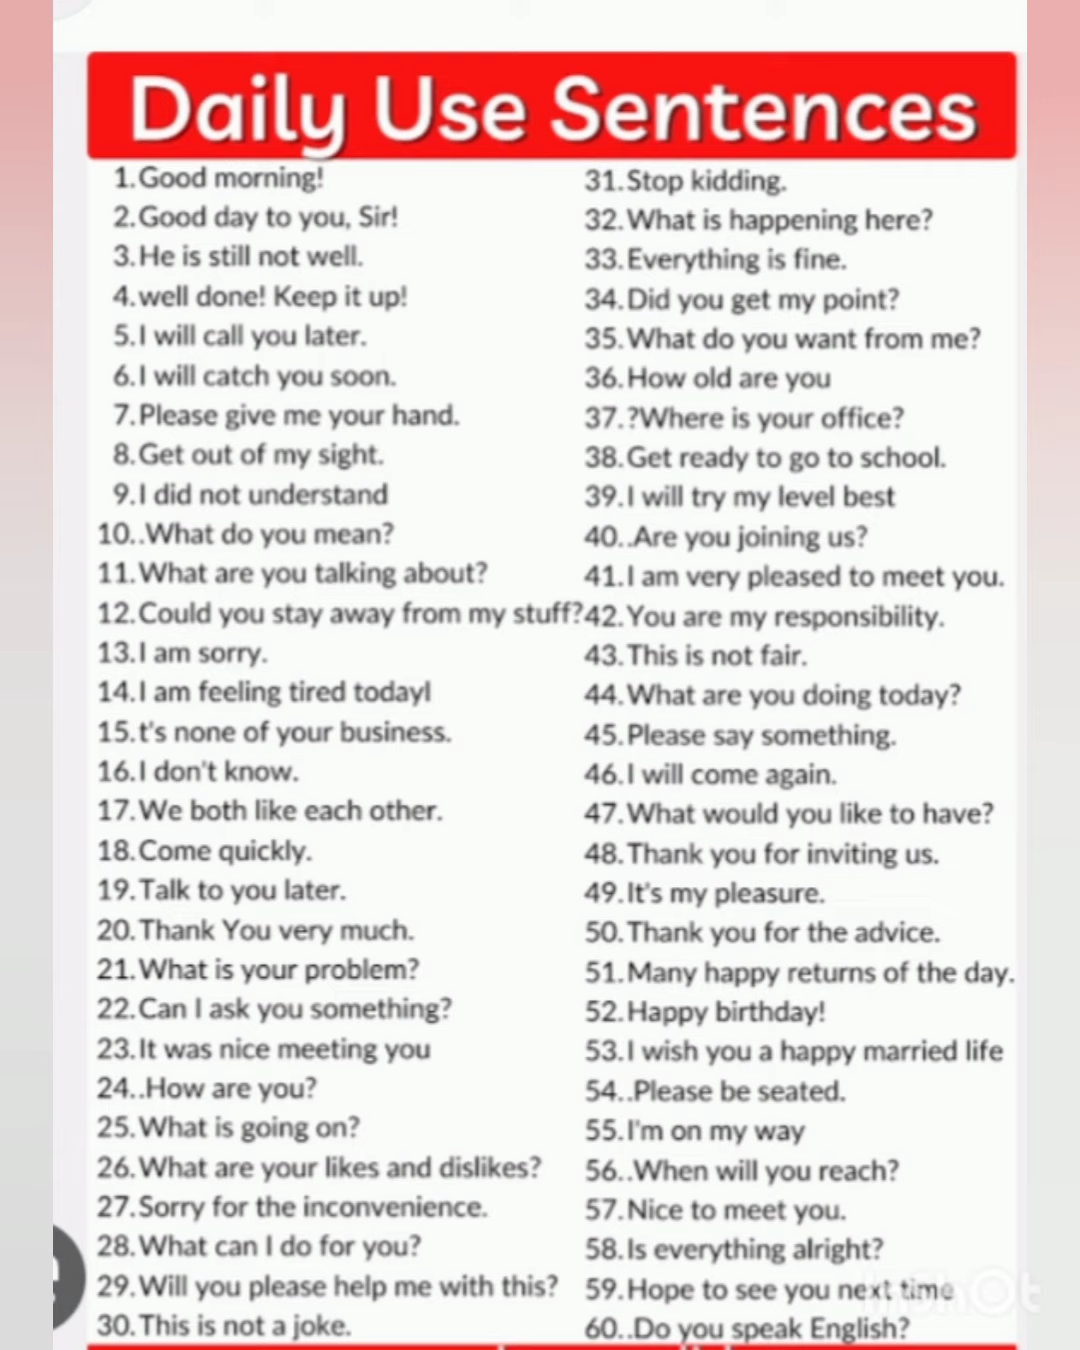 Daily Use Sentences
1.Good morning!
2.Good day to you, Sir!
3.He is still not well.
4.well done! Keep it up!
5.I will call you later.
6.I will catch you soon.
7.Please give me your hand.
8.Get out of my sight.
9.I did not understand
10..What do you mean?
11.What are you talking about?
12.Could you stay away from my stuff?
13.I am sorry.
14.I am feeling tired todayl
15.t's none of your business.
16.I don't know.
17.We both like each other.
18.Come quickly.
19.Talk to you later.
20.Thank You very much.
21.What is your problem?
22.Can I ask you something?
23.It was nice meeting you
24..How are you?
25.What is going on?
26.What are your likes and dislikes?
27.Sorry for the inconvenience.
28.What can I do for you?
29.Will you please help me with this?
30.This is not a joke.
31.Stop kidding.
32.What is happening here?
33.Everything is fine.
34.Did you get my point?
35.What do you want from me?
36.How old are you
37.?Where is your office?
38.Get ready to go to school.
39.I will try my level best
40..Are you joining us?
41.I am very pleased to meet you.
42.You are my responsibility.
43.This is not fair.
44.What are you doing today?
45.Please say something.
46.I will come again.
47.What would you like to have?
48.Thank you for inviting us.
49.It's my pleasure.
50.Thank you for the advice.
51.Many happy returns of the day.
52.Happy birthday!
53.I wish you a happy married life
54..Please be seated.
55.I'm on my way
56..When will you reach?
57.Nice to meet you.
58.Is everything alright?
59.Hope to see you next time
60..Do you speak English?
InShOt